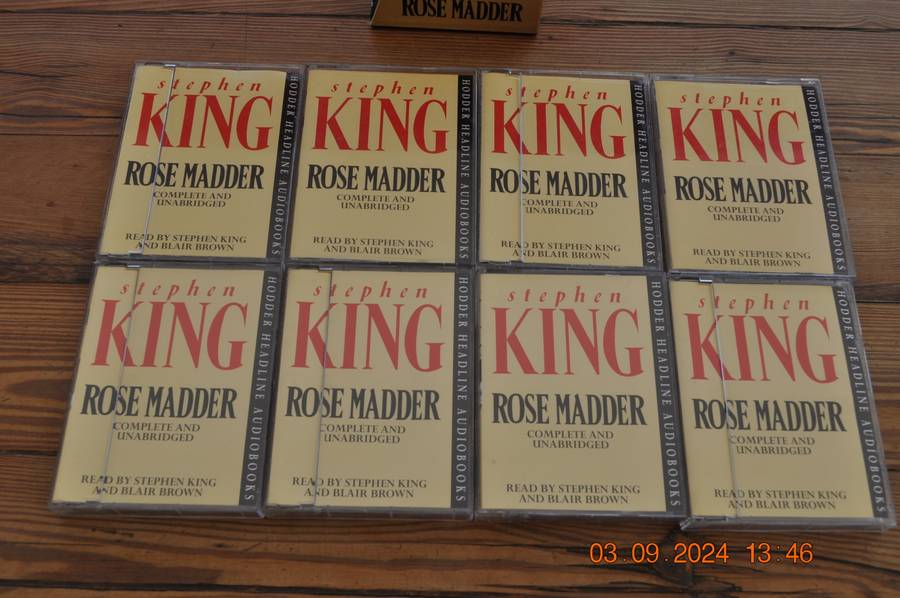 ROSE MADDER
stephen
KING
ROSE MADDER
COMPLETE AND
UNABRIDGED
READ BY STEPHEN KING
AND BLAIR BROWN
HODDER HEADLINE AUDIOBOOKS
stephen
KING
ROSE MADDER
COMPLETE AND
UNABRIDGED
READ BY STEPHEN KING
AND BLAIR BROWN
HODDER HEADLINE AUDIOBOOKS
stephen
KING
ROSE MADDER
COMPLETE AND
UNABRIDGED
READ BY STEPHEN KING
AND BLAIR BROWN
HODDER HEADLINE AUDIOBOOKS
stephen
KING
ROSE MADDER
COMPLETE AND
UNABRIDGED
READ BY STEPHEN KING
AND BLAIR BROWN
HODDER HEADLINE AUDIOBOOKS
stephen
KING
ROSE MADDER
COMPLETE AND
UNABRIDGED
READ BY STEPHEN KING
AND BLAIR BROWN
HODDER HEADLINE AUDIOBOOKS
stephen
KING
ROSE MADDER
COMPLETE AND
UNABRIDGED
READ BY STEPHEN KING
AND BLAIR BROWN
HODDER HEADLINE AUDIOBOOKS
stephen
KING
ROSE MADDER
COMPLETE AND
UNABRIDGED
READ BY STEPHEN KING
AND BLAIR BROWN
HODDER HEADLINE AUDIOBOOKS
stephen
KING
ROSE MADDER
COMPLETE AND
UNABRIDGED
READ BY STEPHEN KING
AND BLAIR BROWN
HODDER HEADLINE AUDIOBOOKS
03.09.2024 13:46